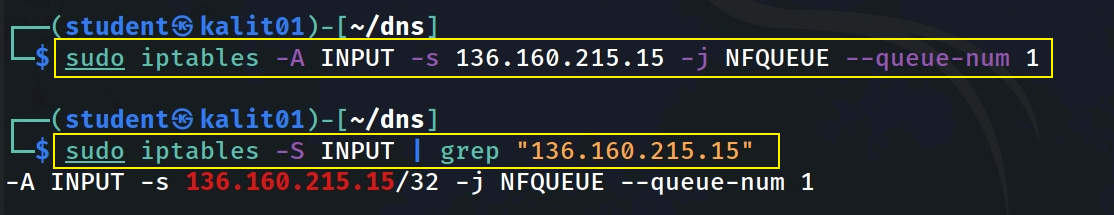 ┌──(student㉿kalit01)-[~/dns]
└─$ sudo iptables -A INPUT -s 136.160.215.15 -j NFQUEUE --queue-num 1
┌──(student㉿kalit01)-[~/dns]
└─$ sudo iptables -S INPUT | grep "136.160.215.15"
-A INPUT -s 136.160.215.15/32 -j NFQUEUE --queue-num 1